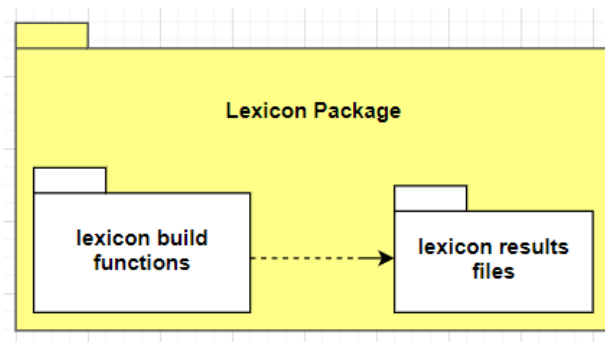 Lexicon Package
lexicon build
functions
lexicon results
files